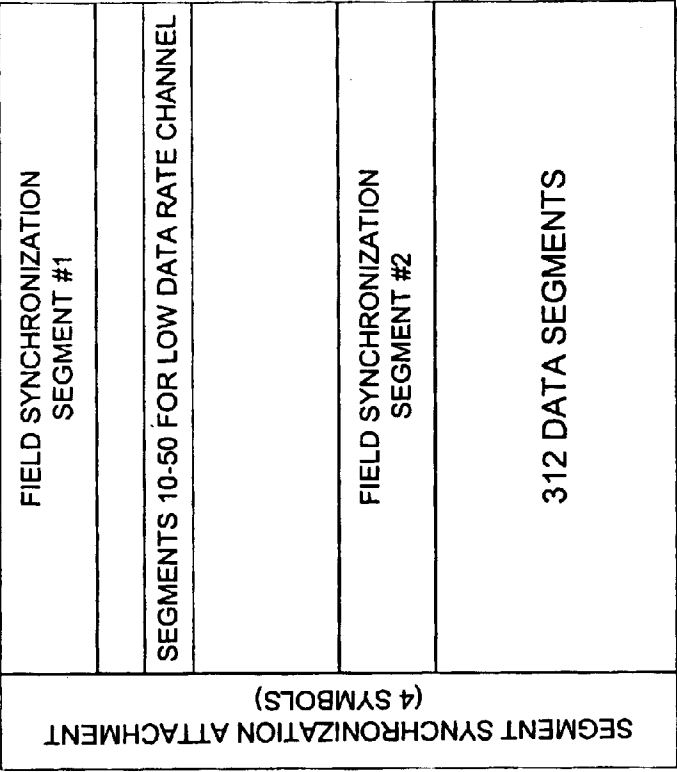 FIELD SYNCHRONIZATION
SEGMENT #1
SEGMENTS 10-50 FOR LOW DATA RATE CHANNEL
FIELD SYNCHRONIZATION
SEGMENT #2
312 DATA SEGMENTS
SEGMENT SYNCHRONIZATION ATTACHMENT
(4 SYMBOLS)